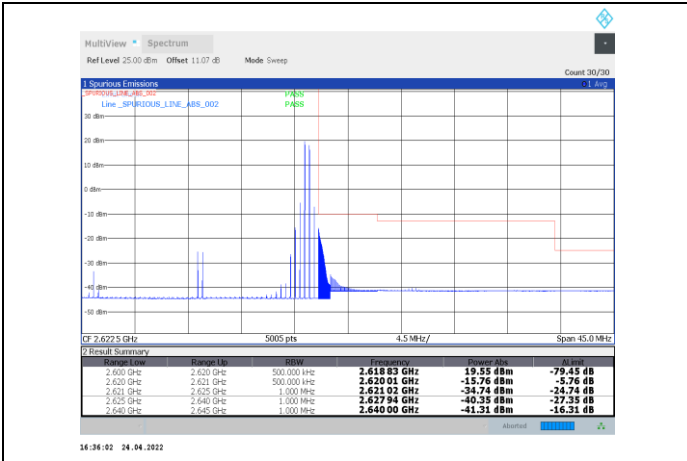 MultiView Spectrum
Ref Level 25.00 dBm Offset 11.07 dB Mode Sweep
Count 30/30
1 Spurious Emissions 1 Avg
_SPURIOUS_LINE_ABS_002 PASS
Line _SPURIOUS_LINE_ABS_002 PASS
30 dBm
20 dBm
10 dBm
0 dBm
-10 dBm
-20 dBm
-30 dBm
-40 dBm
-50 dBm
CF 2.6225 GHz 5005 pts 4.5 MHz/ Span 45.0 MHz
2 Result Summary
Range Low Range Up RBW Frequency Power Abs ΔLimit
2.600 GHz 2.620 GHz 500.000 kHz 2.618 83 GHz 19.55 dBm -79.45 dB
2.620 GHz 2.621 GHz 500.000 kHz 2.620 01 GHz -15.76 dBm -5.76 dB
2.621 GHz 2.625 GHz 1.000 MHz 2.621 02 GHz -34.74 dBm -24.74 dB
2.625 GHz 2.640 GHz 1.000 MHz 2.627 94 GHz -40.35 dBm -27.35 dB
2.640 GHz 2.645 GHz 1.000 MHz 2.640 00 GHz -41.31 dBm -16.31 dB
Aborted
16:36:02 24.04.2022